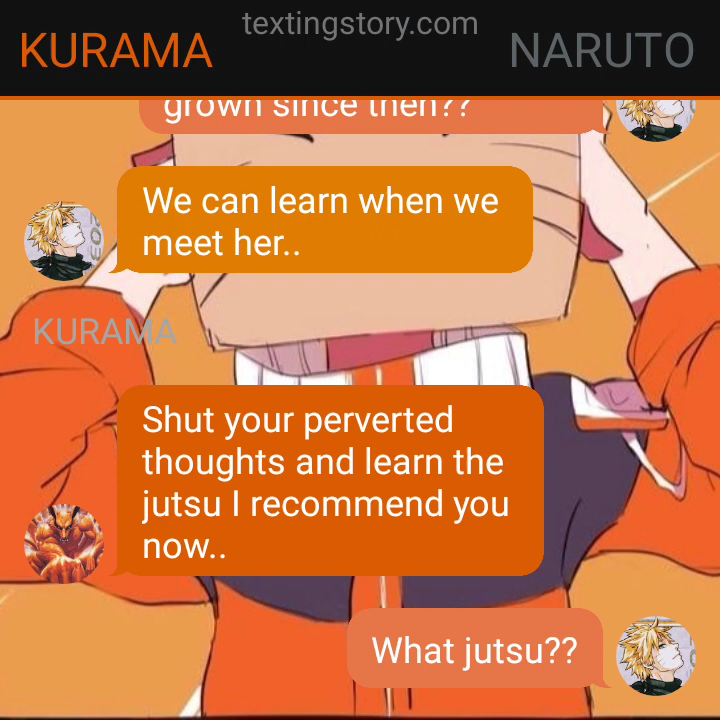 textingstory.com
KURAMA
NARUTO
grown since then??
We can learn when we
meet her..
KURAMA
Shut your perverted
thoughts and learn the
jutsu I recommend you
now..
What jutsu??